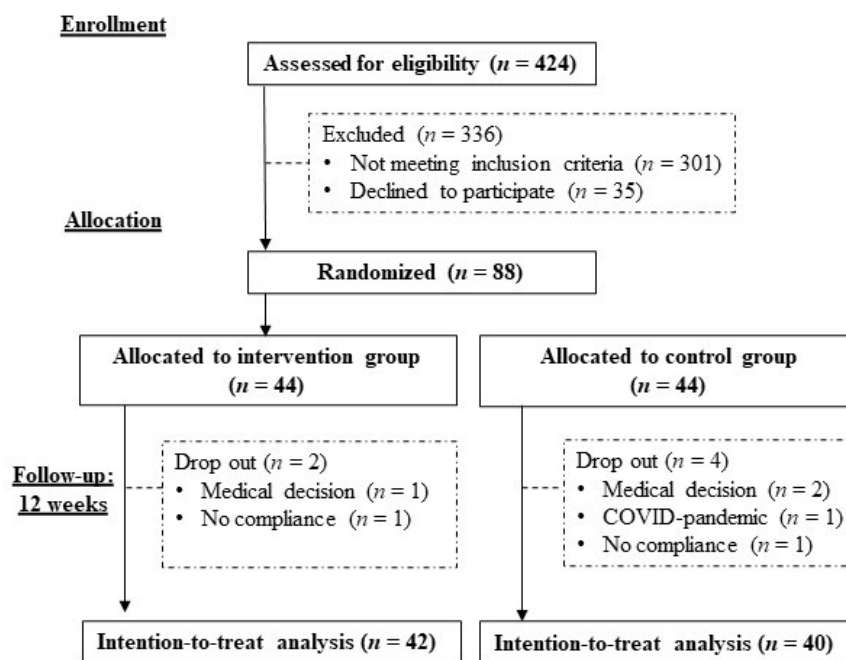 Enrollment
Assessed for eligibility (n = 424)
Excluded (n = 336)
• Not meeting inclusion criteria (n = 301)
• Declined to participate (n = 35)
Allocation
Randomized (n = 88)
Allocated to intervention group
(n = 44)
Allocated to control group
(n = 44)
Follow-up:
12 weeks
Drop out (n = 2)
• Medical decision (n = 1)
• No compliance (n = 1)
Drop out (n = 4)
• Medical decision (n = 2)
• COVID-pandemic (n = 1)
• No compliance (n = 1)
Intention-to-treat analysis (n = 42)
Intention-to-treat analysis (n = 40)